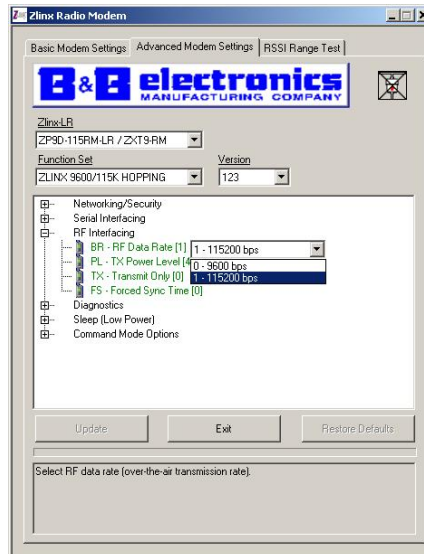 Zlinx Radio Modem
Basic Modem Settings Advanced Modem Settings RSSI Range Test
B&B electronics
MANUFACTURING COMPANY
Zlinx-LR
ZP9D-115RM-LR / ZXT9-RM
Function Set Version
ZLINX 9600/115K HOPPING 123
Networking/Security
Serial Interfacing
RF Interfacing
BR - RF Data Rate [1] 1 - 115200 bps
PL - TX Power Level [4 0 - 9600 bps
TX - Transmit Only [0] 1 - 115200 bps
FS - Forced Sync Time [0]
Diagnostics
Sleep (Low Power)
Command Mode Options
Update Exit Restore Defaults
Select RF data rate (over-the-air transmission rate).